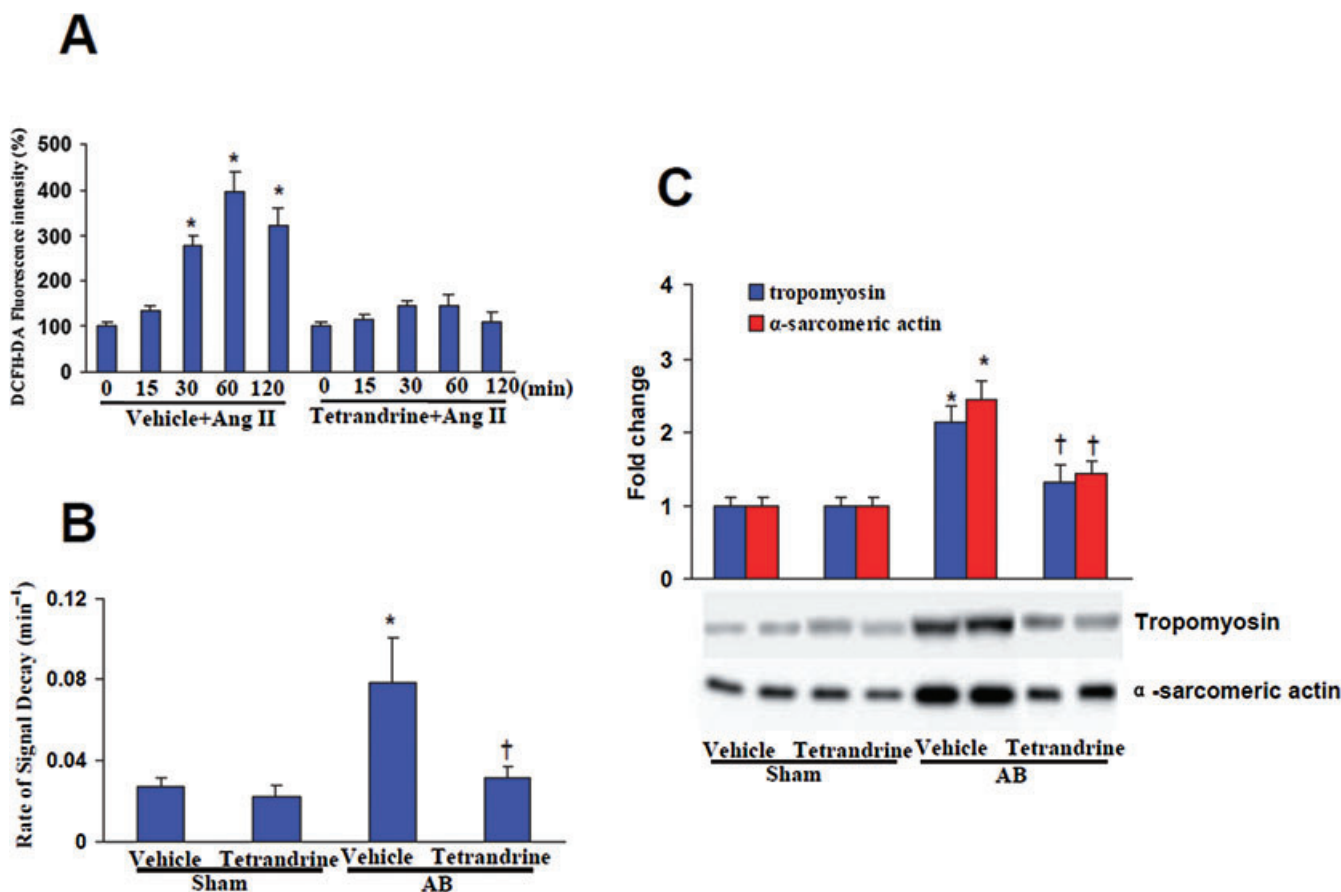 A
DCFH-DA Fluorescence intensity (%)
500
400
300
200
100
0
*
*
*
0 15 30 60 120 0 15 30 60 120 (min)
Vehicle+Ang II Tetrandrine+Ang II
B
Rate of Signal Decay (min⁻¹)
0.12
0.08
0.04
0
*
†
Vehicle Tetrandrine Vehicle Tetrandrine
Sham AB
C
tropomyosin
α-sarcomeric actin
Fold change
4
3
2
1
0
* *
† †
Tropomyosin
α-sarcomeric actin
Vehicle Tetrandrine Vehicle Tetrandrine
Sham AB